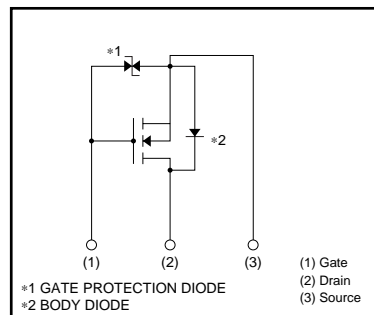 *1
*2
(1) (2) (3)
*1 GATE PROTECTION DIODE
*2 BODY DIODE
(1) Gate
(2) Drain
(3) Source